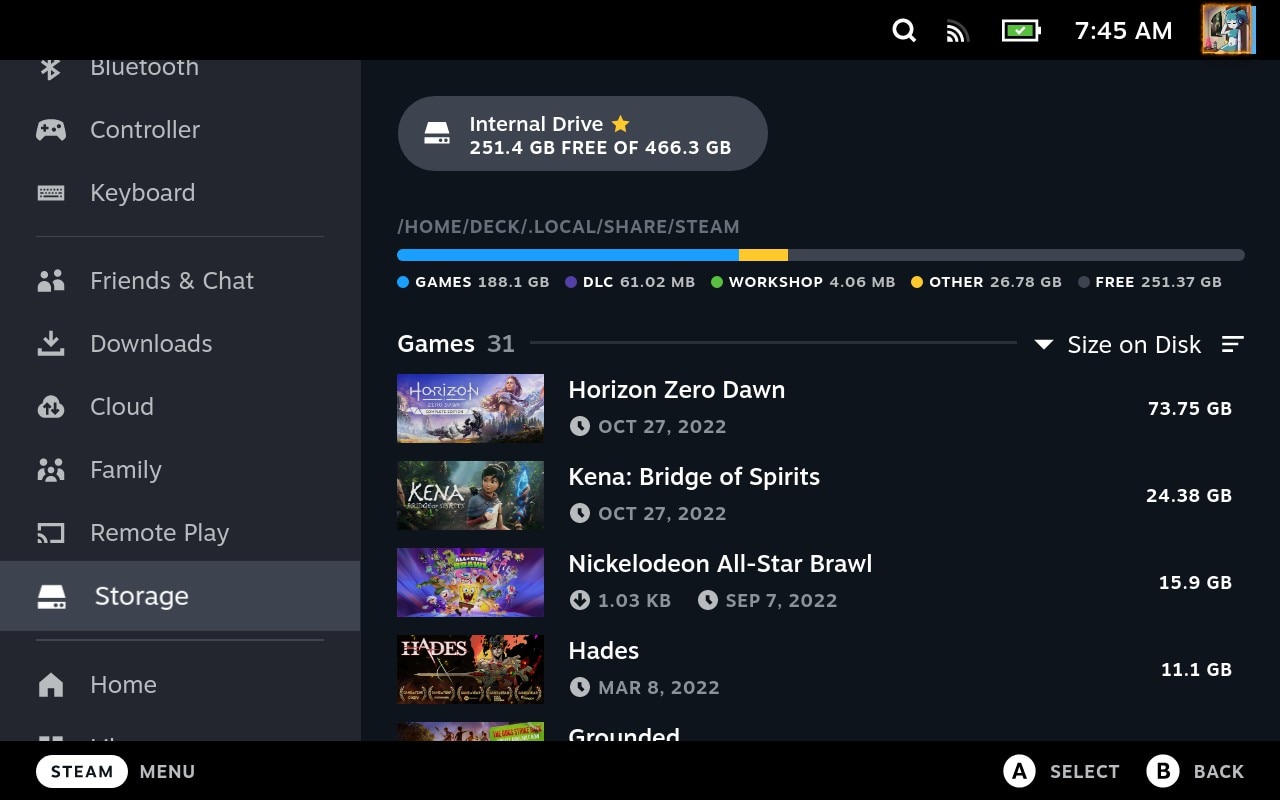 7:45 AM
Bluetooth
Controller
Keyboard
Friends & Chat
Downloads
Cloud
Family
Remote Play
Storage
Home
Internal Drive
251.4 GB FREE OF 466.3 GB
/HOME/DECK/.LOCAL/SHARE/STEAM
GAMES 188.1 GB DLC 61.02 MB WORKSHOP 4.06 MB OTHER 26.78 GB FREE 251.37 GB
Games 31 Size on Disk
HORIZON
ZERO DAWN
COMPLETE EDITION
Horizon Zero Dawn
OCT 27, 2022
73.75 GB
KENA
BRIDGE OF SPIRITS
Kena: Bridge of Spirits
OCT 27, 2022
24.38 GB
ALL-STAR
BRAWL
Nickelodeon All-Star Brawl
1.03 KB SEP 7, 2022
15.9 GB
HADES
Hades
MAR 8, 2022
11.1 GB
Grounded
STEAM MENU
A SELECT B BACK